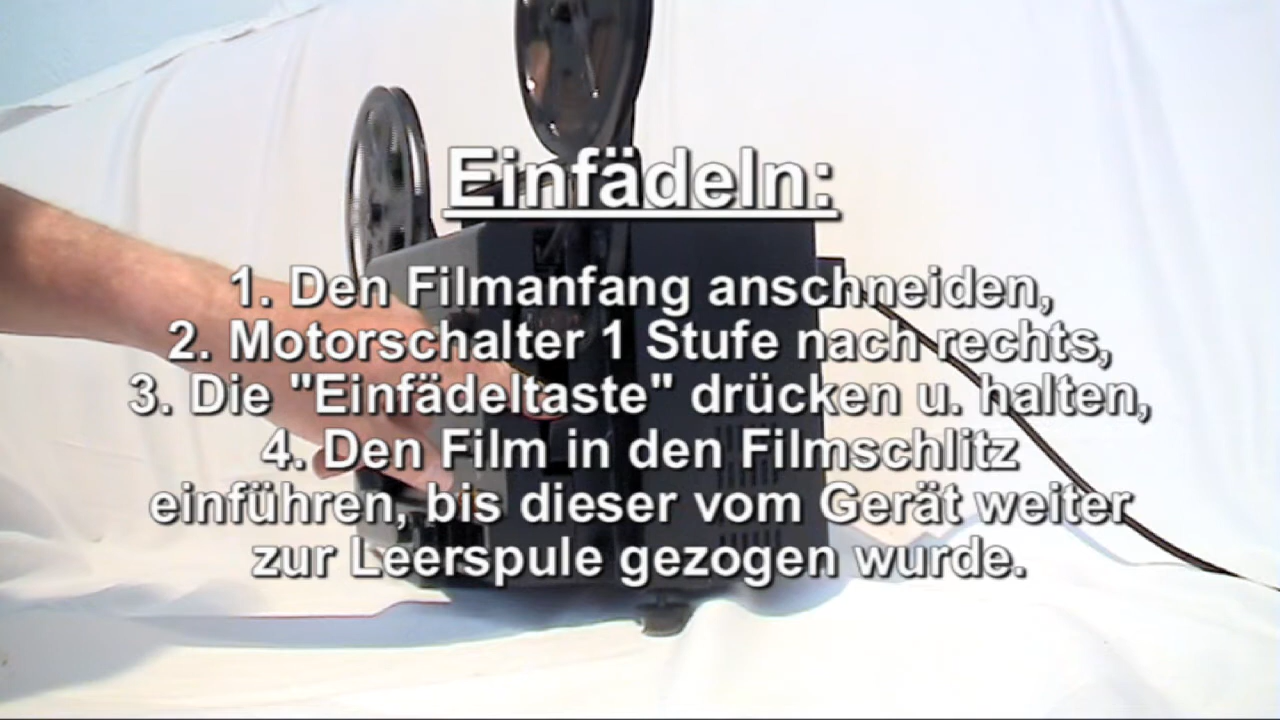 Einfädeln:
1. Den Filmanfang anschneiden,
2. Motorschalter 1 Stufe nach rechts,
3. Die "Einfädeltaste" drücken u. halten,
4. Den Film in den Filmschlitz
einführen, bis dieser vom Gerät weiter
zur Leerspule gezogen wurde.